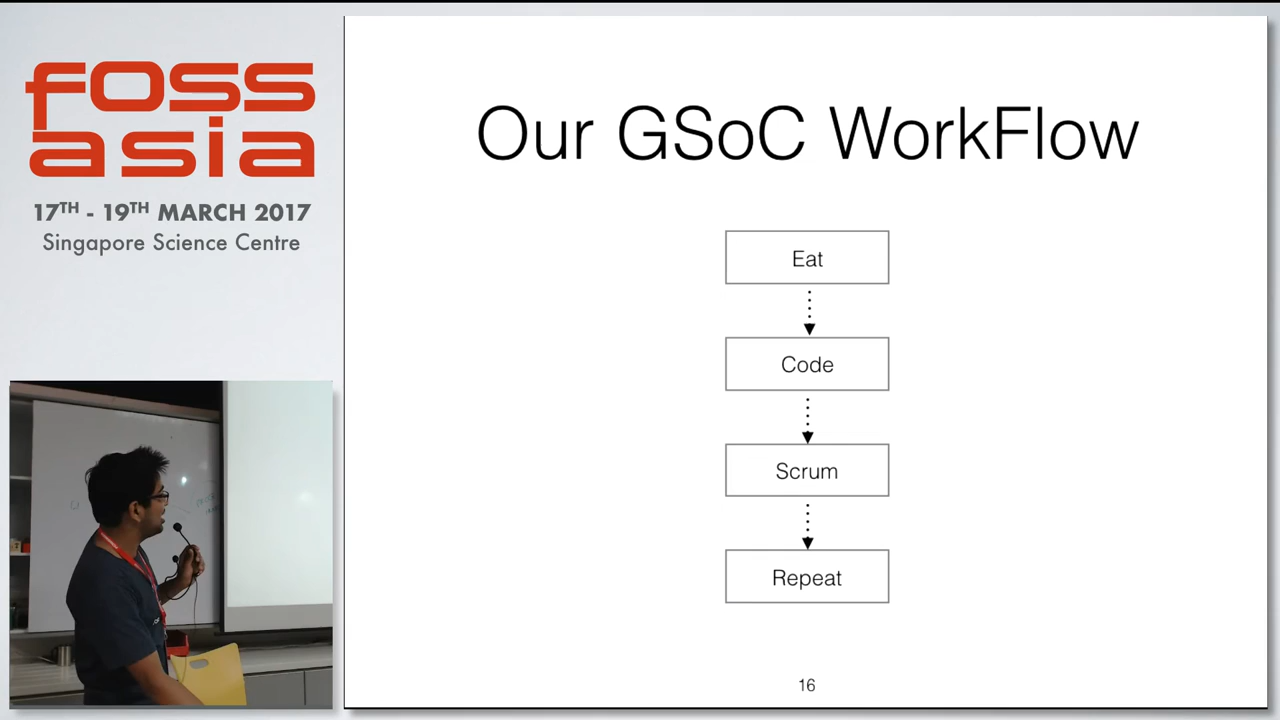 foss
asia
17TH - 19TH MARCH 2017
Singapore Science Centre
Our GSoC WorkFlow
Eat
Code
Scrum
Repeat
16